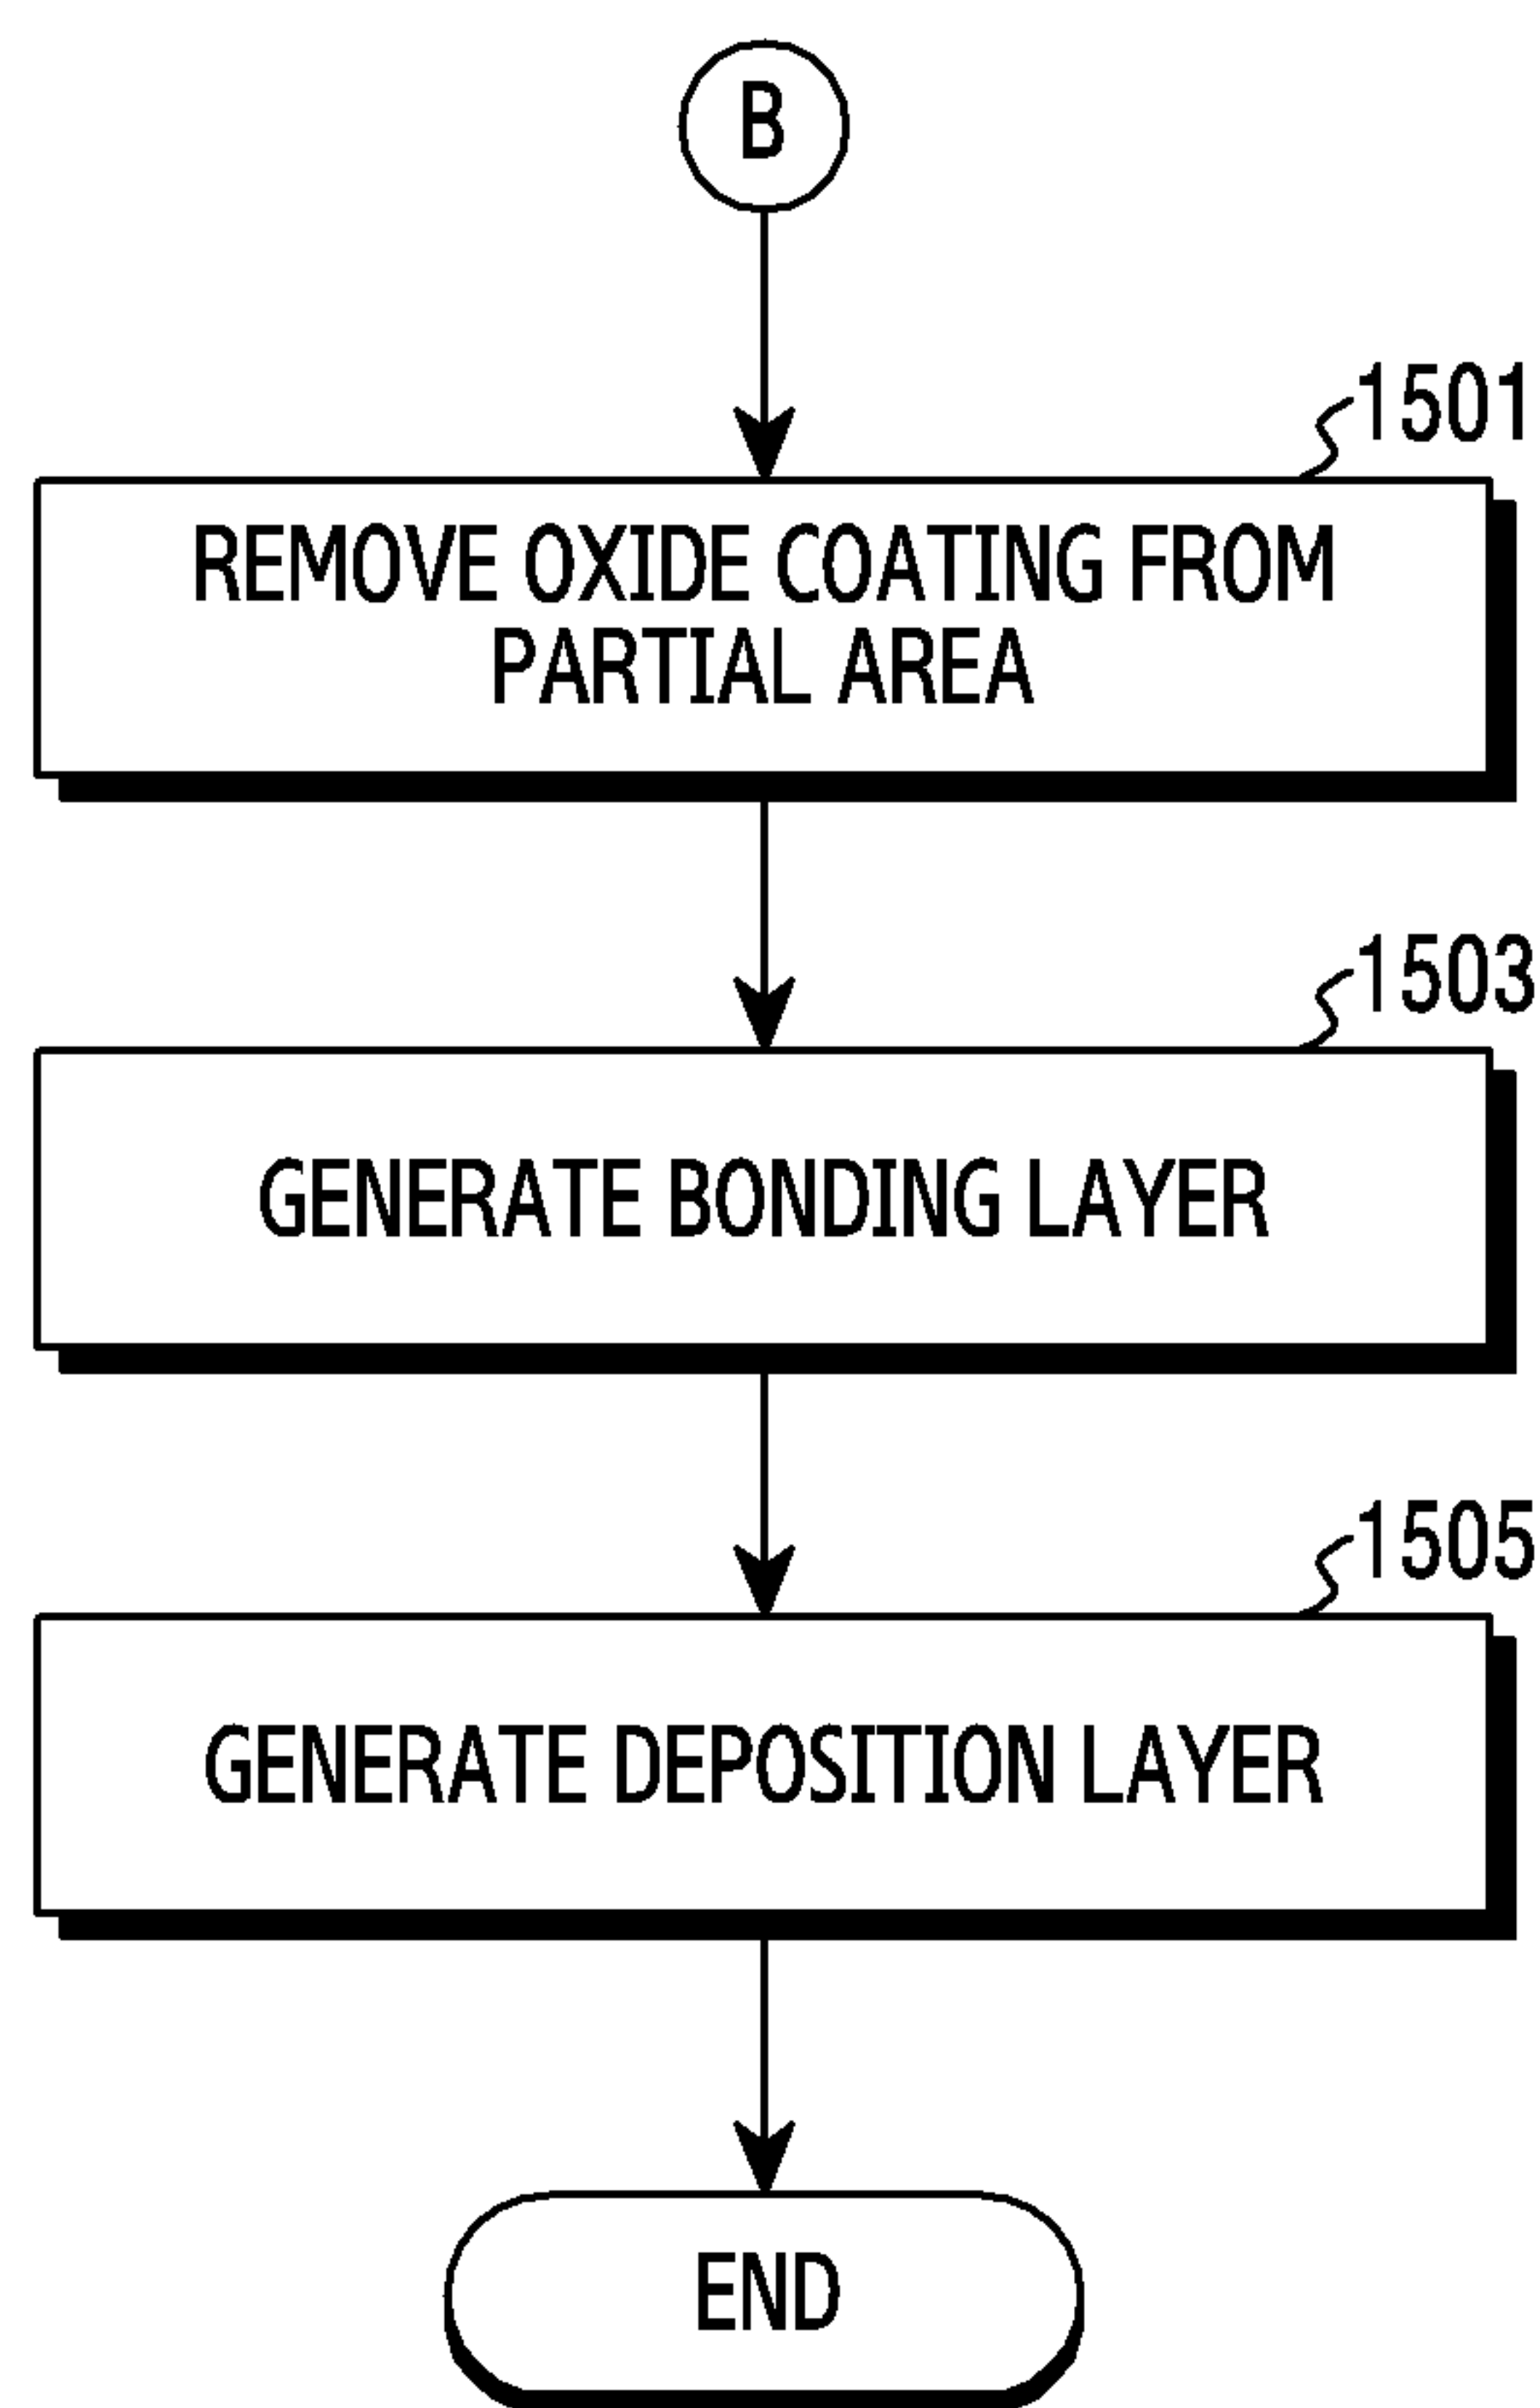 B
1501
REMOVE OXIDE COATING FROM
PARTIAL AREA
1503
GENERATE BONDING LAYER
1505
GENERATE DEPOSITION LAYER
END